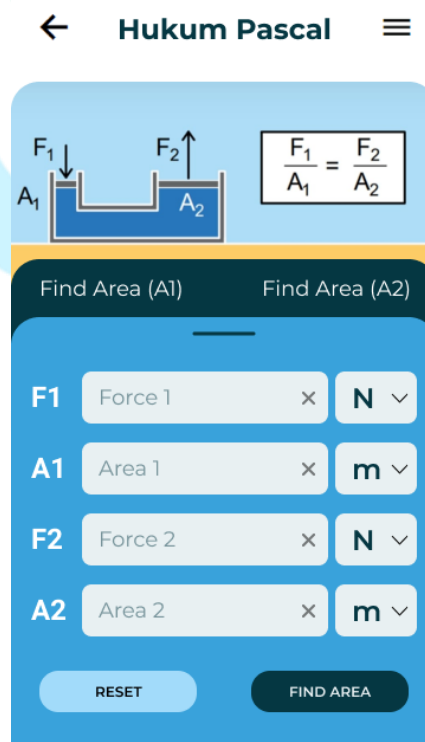 Hukum Pascal
F1 F2 F1 = F2
A1 A2 A1 A2
Find Area (A1) Find Area (A2)
F1 Force 1 × N
A1 Area 1 × m
F2 Force 2 × N
A2 Area 2 × m
RESET FIND AREA